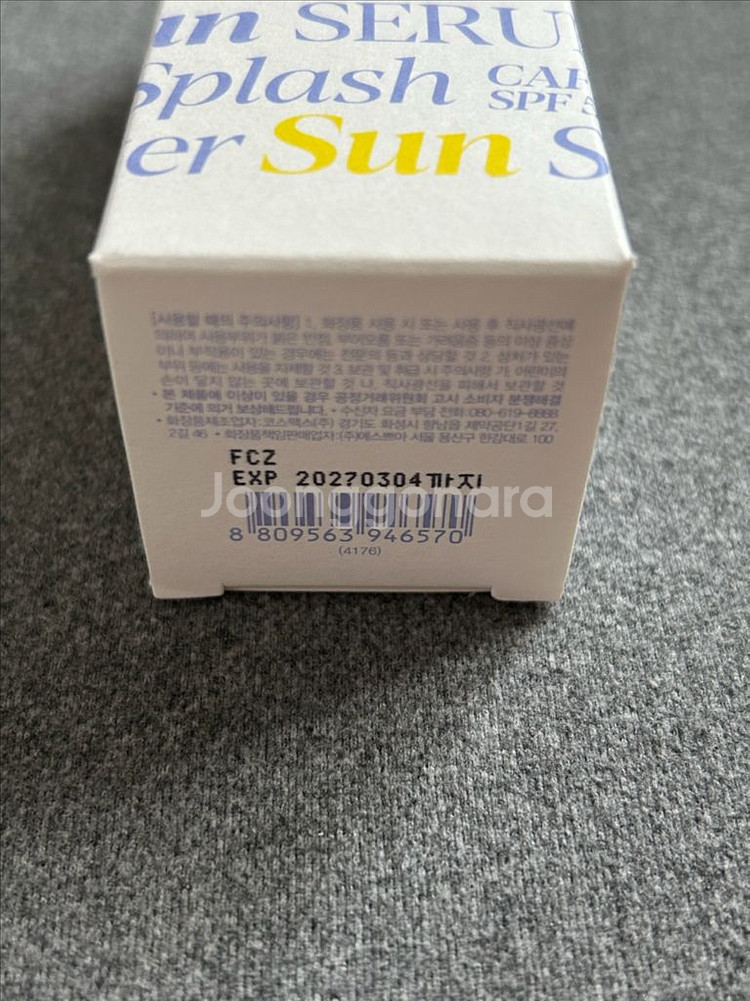 un SERU
Splash CAR
SPF 5
er Sun S
[사용할 때의 주의사항] 1. 화장품 사용 시 또는 사용 후 직사광선에
의하여 사용부위가 붉은 반점, 부어오름 또는 가려움증 등의 이상 증상
이나 부작용이 있는 경우에는 전문의 등과 상담할 것 2. 상처가 있는
부위 등에는 사용을 자제할 것 3. 보관 및 취급 시 주의사항 가. 어린이의
손이 닿지 않는 곳에 보관할 것 나. 직사광선을 피해서 보관할 것
• 본 제품에 이상이 있을 경우 공정거래위원회 고시 소비자 분쟁해결
기준에 의거 보상해드립니다. • 수신자 요금 부담 전화:080-619-8888
• 화장품제조업자:코스맥스(주) 경기도 화성시 향남읍 제약공단1길 27,
2길 46 • 화장품책임판매업자:(주)에스쁘아 서울 용산구 한강대로 100
FCZ
EXP 20270304까지
Joonggonara
8 809563 946570
(4176)